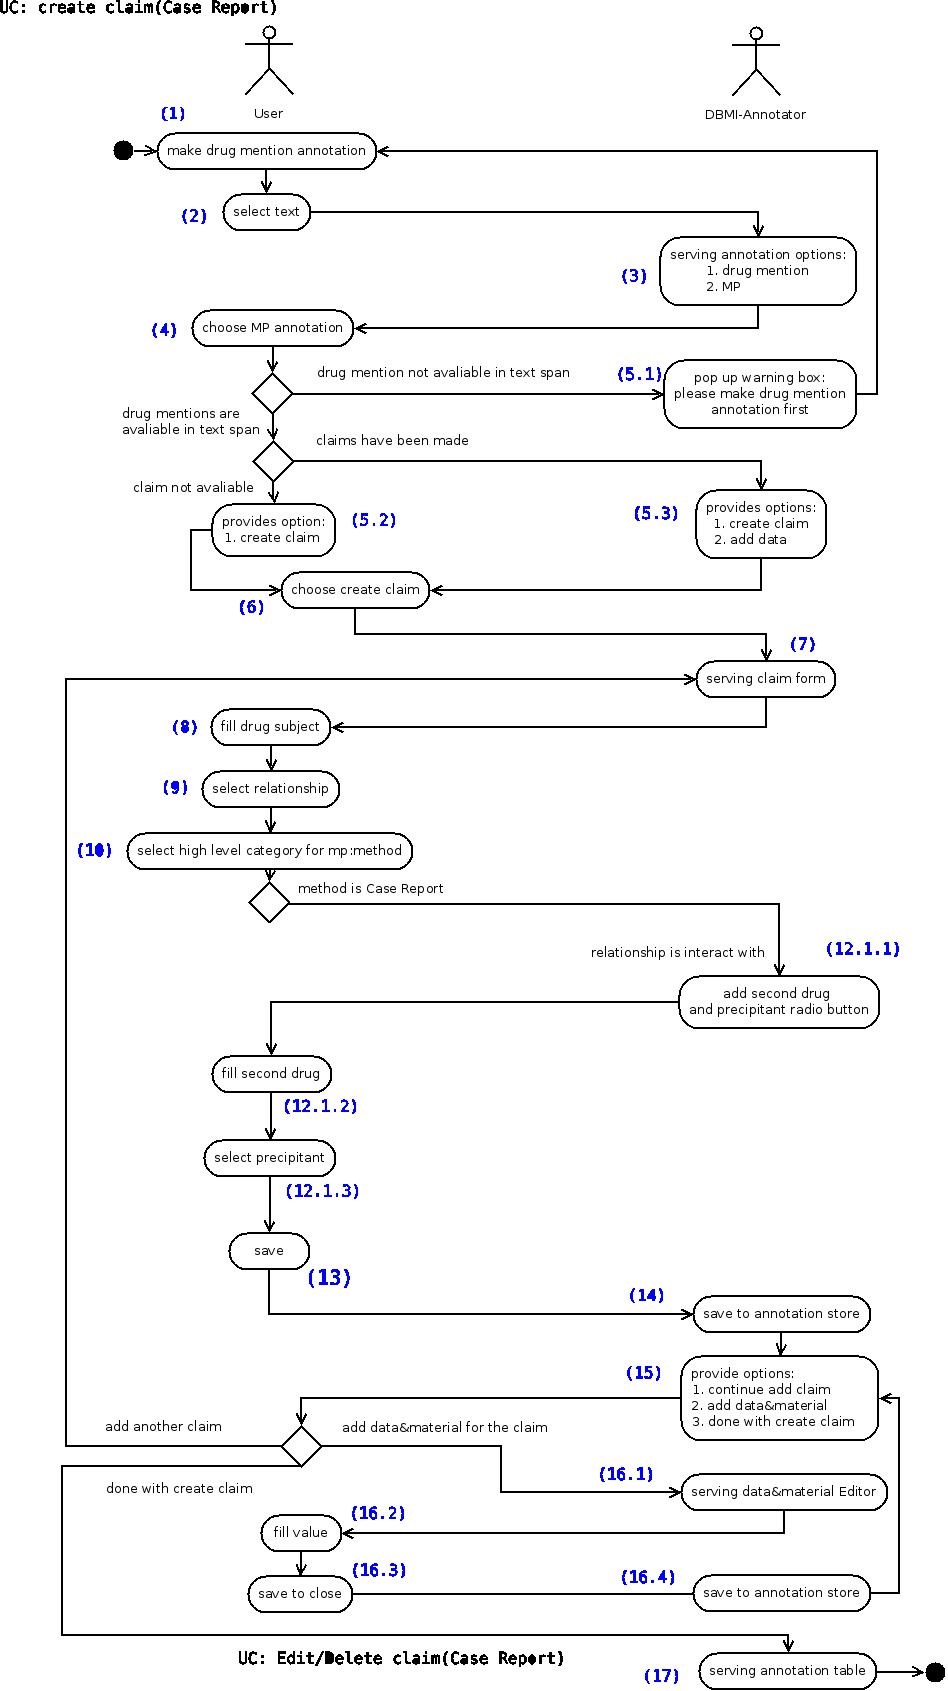 UC: create claim(Case Report)
User
DBMI-Annotator
(1)
make drug mention annotation
(2)
select text
serving annotation options:
1. drug mention
2. MP
(3)
(4)
choose MP annotation
drug mention not avaliable in text span
(5.1)
pop up warning box:
please make drug mention
annotation first
drug mentions are
avaliable in text span
claims have been made
claim not avaliable
provides option:
1. create claim
(5.2)
(5.3)
provides options:
1. create claim
2. add data
choose create claim
(6)
(7)
serving claim form
(8)
fill drug subject
(9)
select relationship
(10)
select high level category for mp:method
method is Case Report
relationship is interact with
(12.1.1)
add second drug
and precipitant radio button
fill second drug
(12.1.2)
select precipitant
(12.1.3)
save
(13)
(14)
save to annotation store
(15)
provide options:
1. continue add claim
2. add data&material
3. done with create claim
add another claim
add data&material for the claim
done with create claim
(16.1)
serving data&material Editor
(16.2)
fill value
(16.3)
save to close
(16.4)
save to annotation store
UC: Edit/Delete claim(Case Report)
(17)
serving annotation table